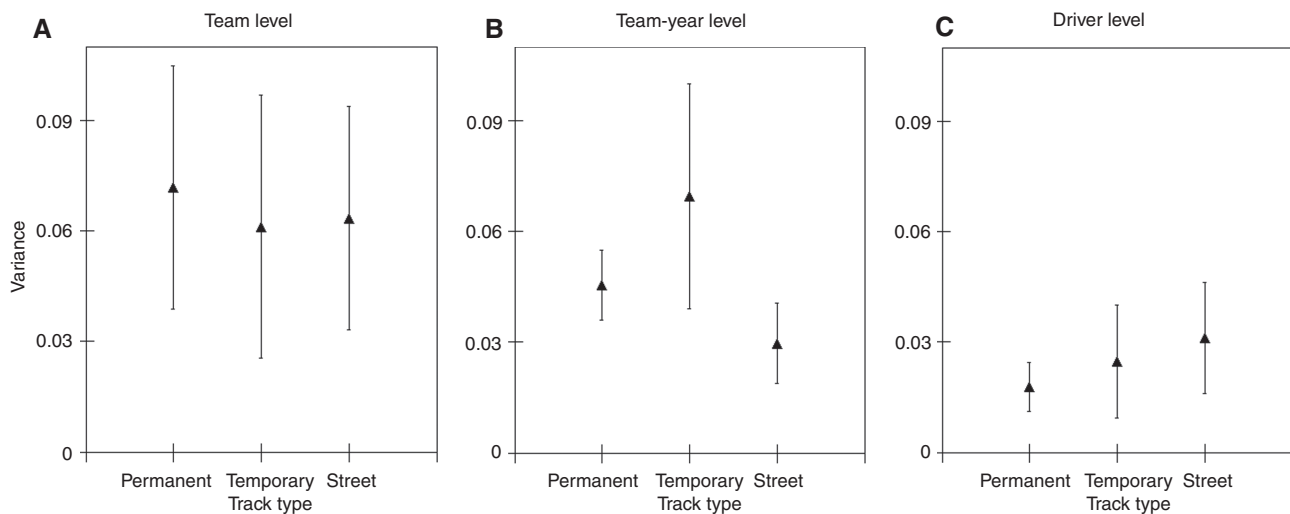 A
Team level
Variance
0.09
0.06
0.03
0
Permanent Temporary Street
Track type
B
Team-year level
0.09
0.06
0.03
0
Permanent Temporary Street
Track type
C
Driver level
0.09
0.06
0.03
0
Permanent Temporary Street
Track type